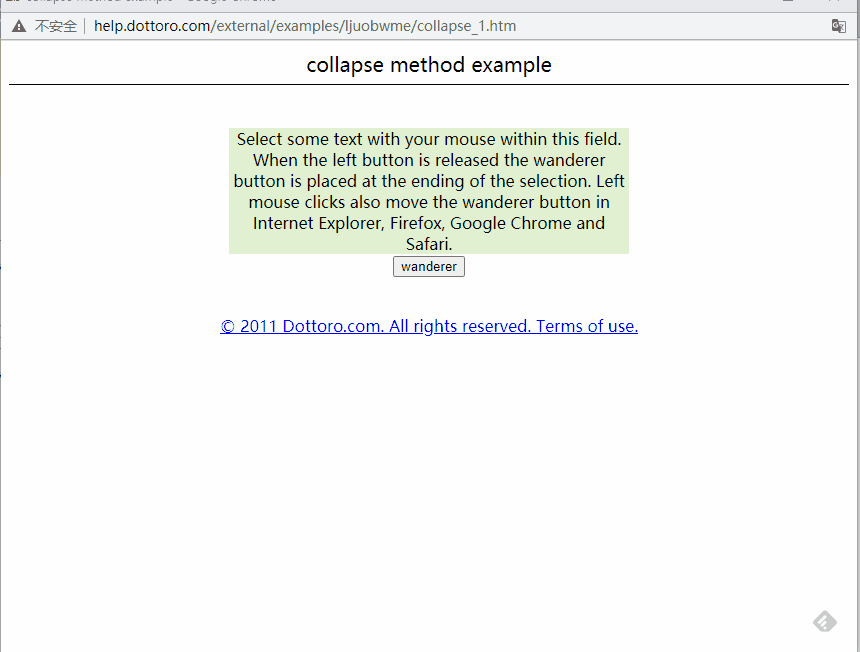 不安全 help.dottoro.com/external/examples/ljuobwme/collapse_1.htm
collapse method example
Select some text with your mouse within this field.
When the left button is released the wanderer
button is placed at the ending of the selection. Left
mouse clicks also move the wanderer button in
Internet Explorer, Firefox, Google Chrome and
Safari.
wanderer
© 2011 Dottoro.com. All rights reserved. Terms of use.